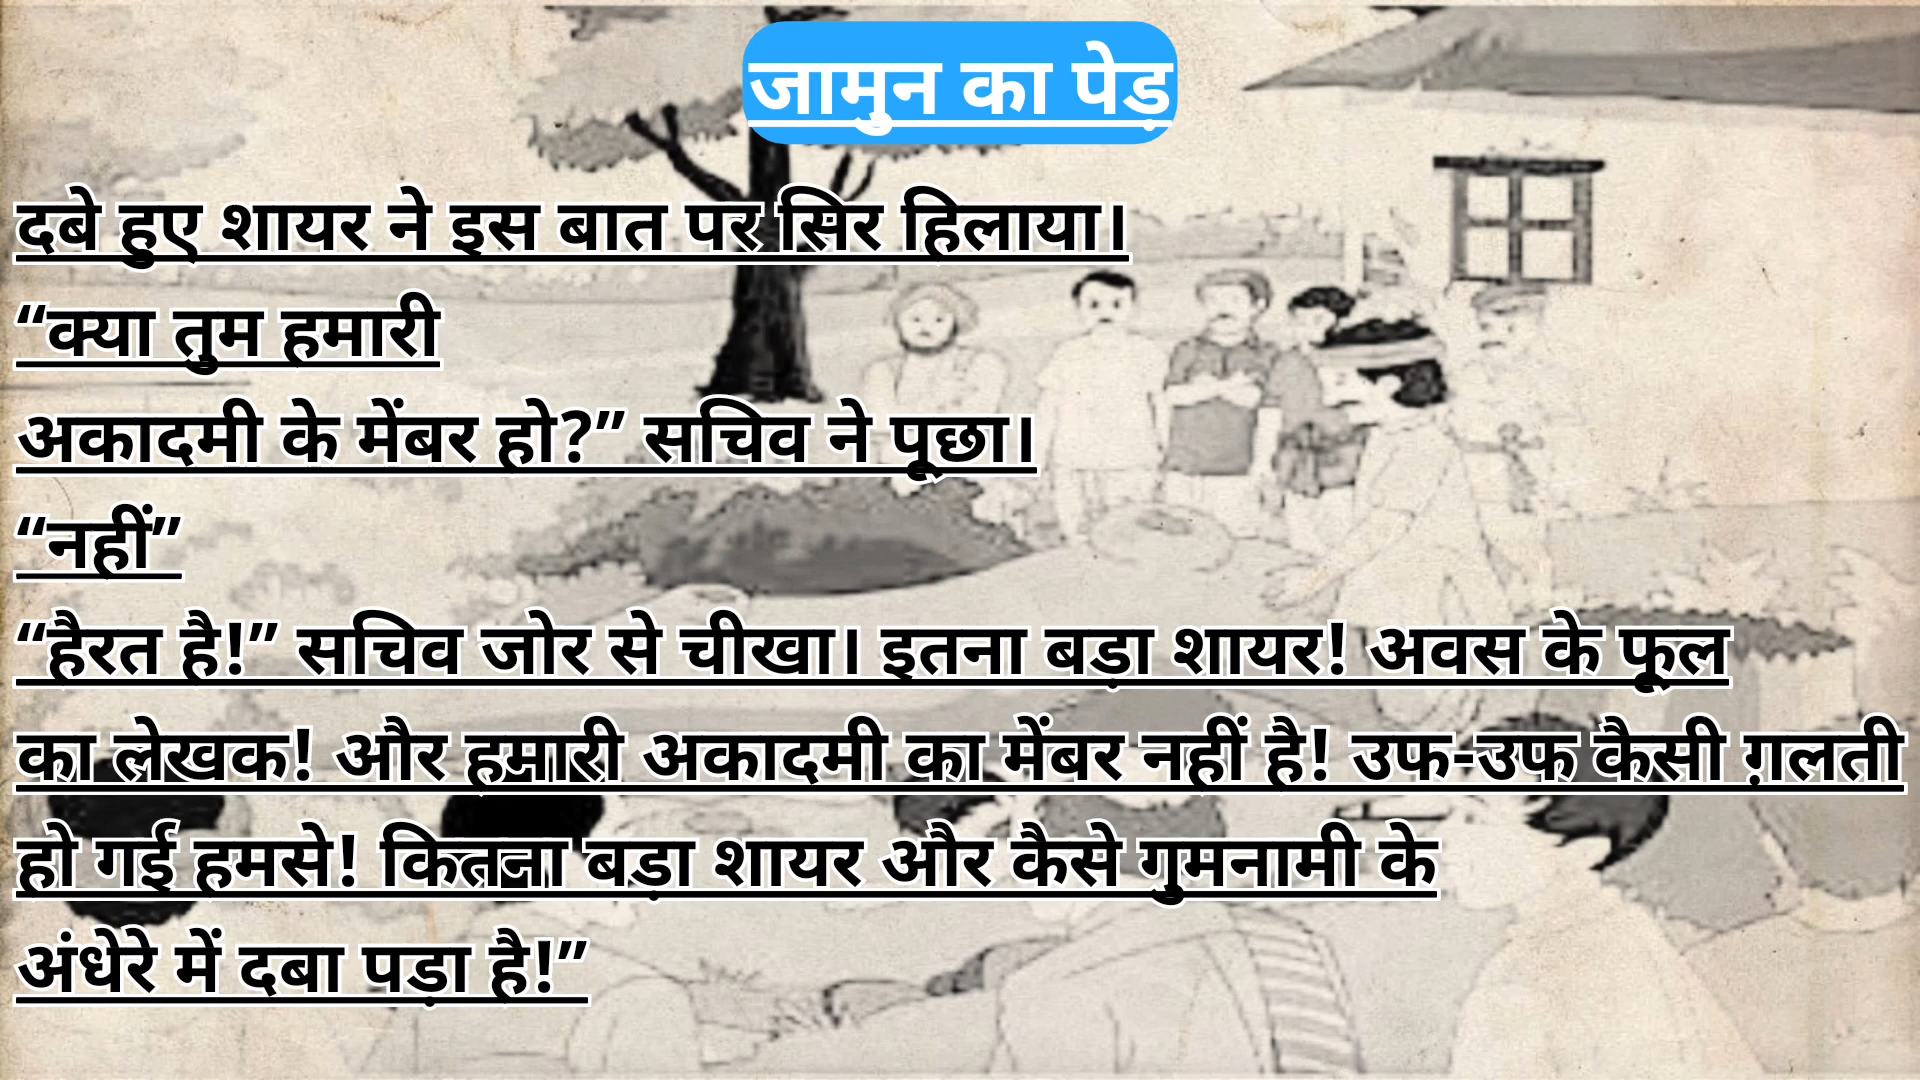 जामुन का पेड़
दबे हुए शायर ने इस बात पर सिर हिलाया।
“क्या तुम हमारी
अकादमी के मेंबर हो?” सचिव ने पूछा।
“नहीं”
“हैरत है!” सचिव जोर से चीखा। इतना बड़ा शायर! अवस के फूल
का लेखक! और हमारी अकादमी का मेंबर नहीं है! उफ-उफ कैसी ग़लती
हो गई हमसे! कितना बड़ा शायर और कैसे गुमनामी के
अंधेरे में दबा पड़ा है!”